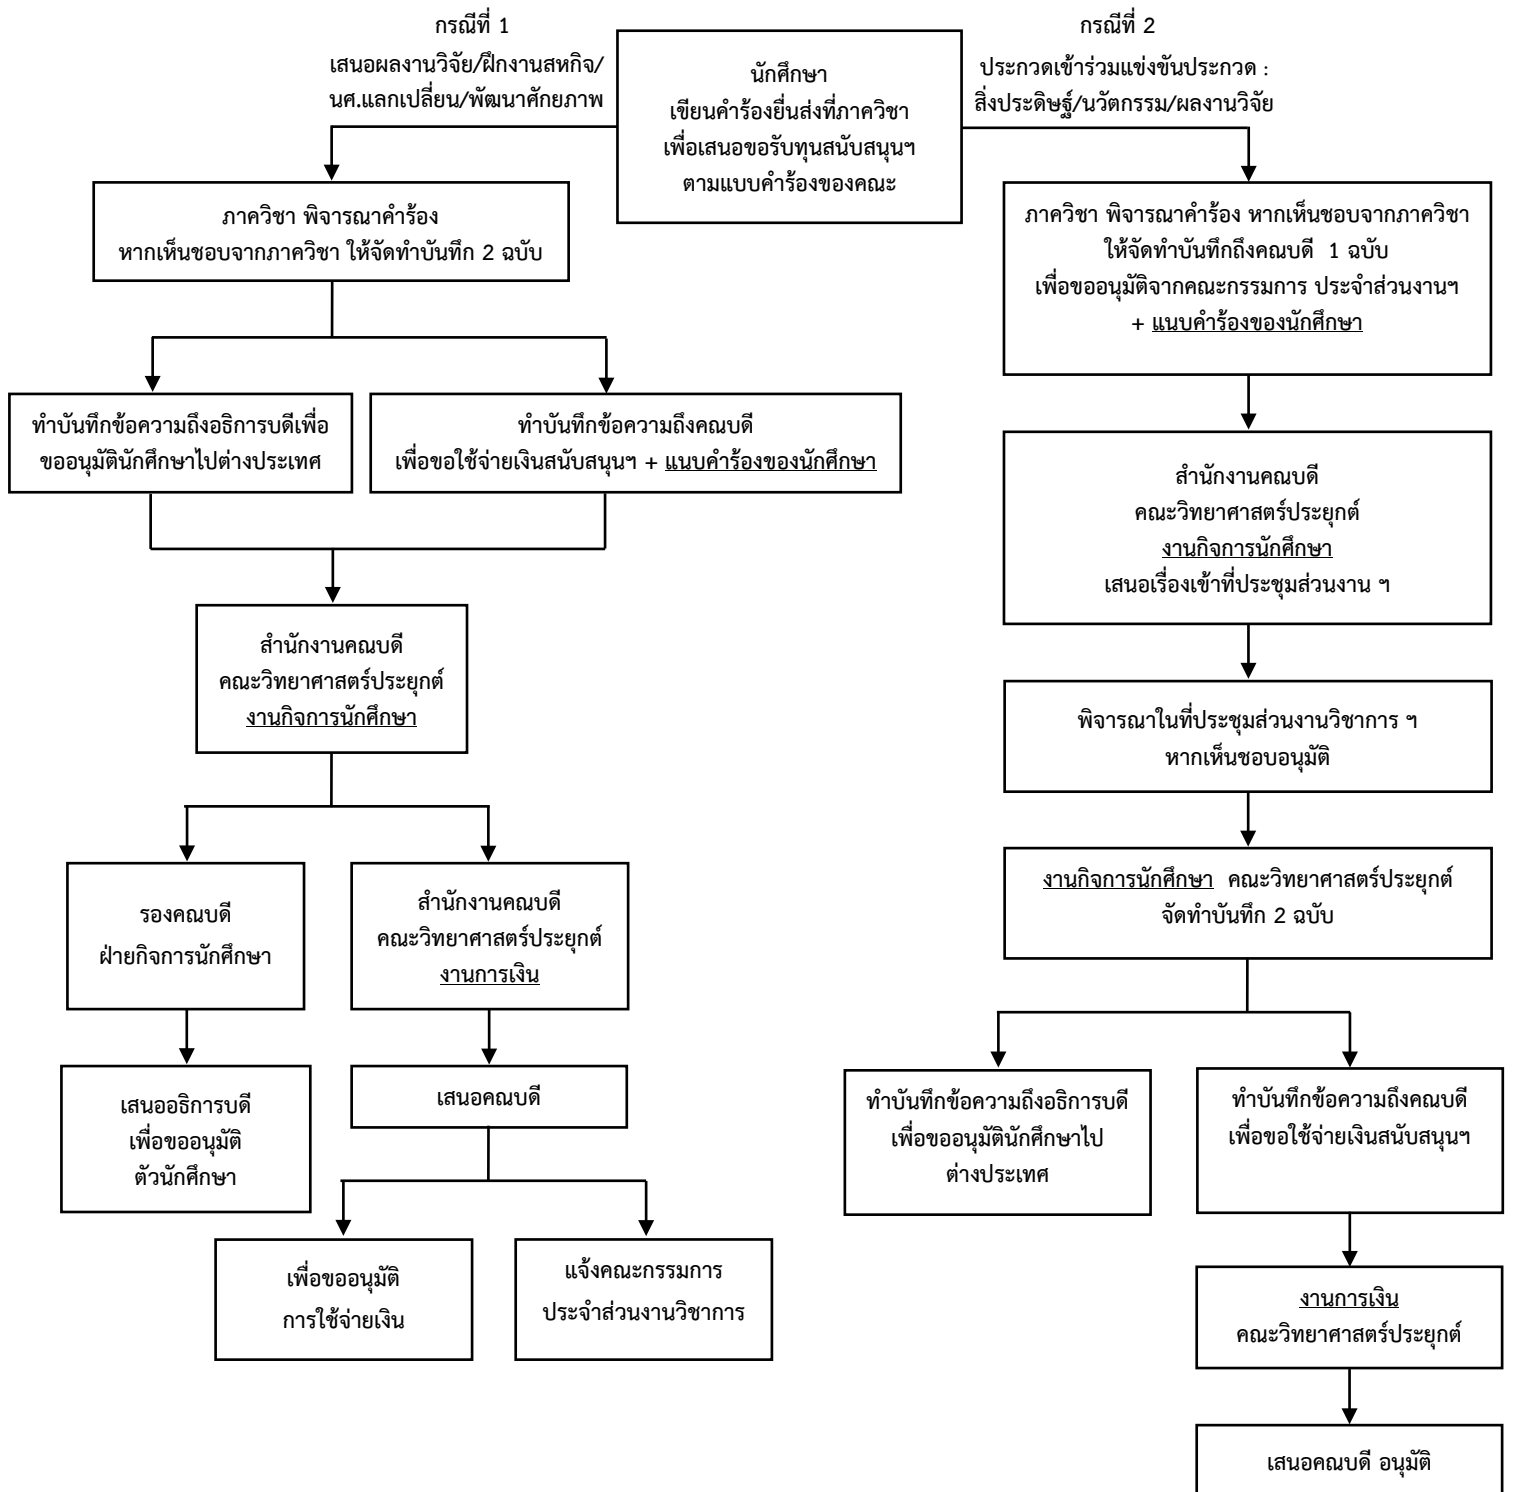 กรณีที่ 1
เสนอผลงานวิจัย/ฝึกงานสหกิจ/
นศ.แลกเปลี่ยน/พัฒนาศักยภาพ
นักศึกษา
เขียนคำร้องยื่นส่งที่ภาควิชา
เพื่อเสนอขอรับทุนสนับสนุนฯ
ตามแบบคำร้องของคณะ
กรณีที่ 2
ประกวดเข้าร่วมแข่งขันประกวด :
สิ่งประดิษฐ์/นวัตกรรม/ผลงานวิจัย
ภาควิชา พิจารณาคำร้อง
หากเห็นชอบจากภาควิชา ให้จัดทำบันทึก 2 ฉบับ
ทำบันทึกข้อความถึงอธิการบดีเพื่อ
ขออนุมัตินักศึกษาไปต่างประเทศ
ทำบันทึกข้อความถึงคณบดี
เพื่อขอใช้จ่ายเงินสนับสนุนฯ + แนบคำร้องของนักศึกษา
สำนักงานคณบดี
คณะวิทยาศาสตร์ประยุกต์
งานกิจการนักศึกษา
รองคณบดี
ฝ่ายกิจการนักศึกษา
สำนักงานคณบดี
คณะวิทยาศาสตร์ประยุกต์
งานการเงิน
เสนออธิการบดี
เพื่อขออนุมัติ
ตัวนักศึกษา
เสนอคณบดี
เพื่อขออนุมัติ
การใช้จ่ายเงิน
แจ้งคณะกรรมการ
ประจำส่วนงานวิชาการ
ภาควิชา พิจารณาคำร้อง หากเห็นชอบจากภาควิชา
ให้จัดทำบันทึกถึงคณบดี 1 ฉบับ
เพื่อขออนุมัติจากคณะกรรมการ ประจำส่วนงานฯ
+ แนบคำร้องของนักศึกษา
สำนักงานคณบดี
คณะวิทยาศาสตร์ประยุกต์
งานกิจการนักศึกษา
เสนอเรื่องเข้าที่ประชุมส่วนงาน ฯ
พิจารณาในที่ประชุมส่วนงานวิชาการ ฯ
หากเห็นชอบอนุมัติ
งานกิจการนักศึกษา คณะวิทยาศาสตร์ประยุกต์
จัดทำบันทึก 2 ฉบับ
ทำบันทึกข้อความถึงอธิการบดี
เพื่อขออนุมัตินักศึกษาไป
ต่างประเทศ
ทำบันทึกข้อความถึงคณบดี
เพื่อขอใช้จ่ายเงินสนับสนุนฯ
งานการเงิน
คณะวิทยาศาสตร์ประยุกต์
เสนอคณบดี อนุมัติ